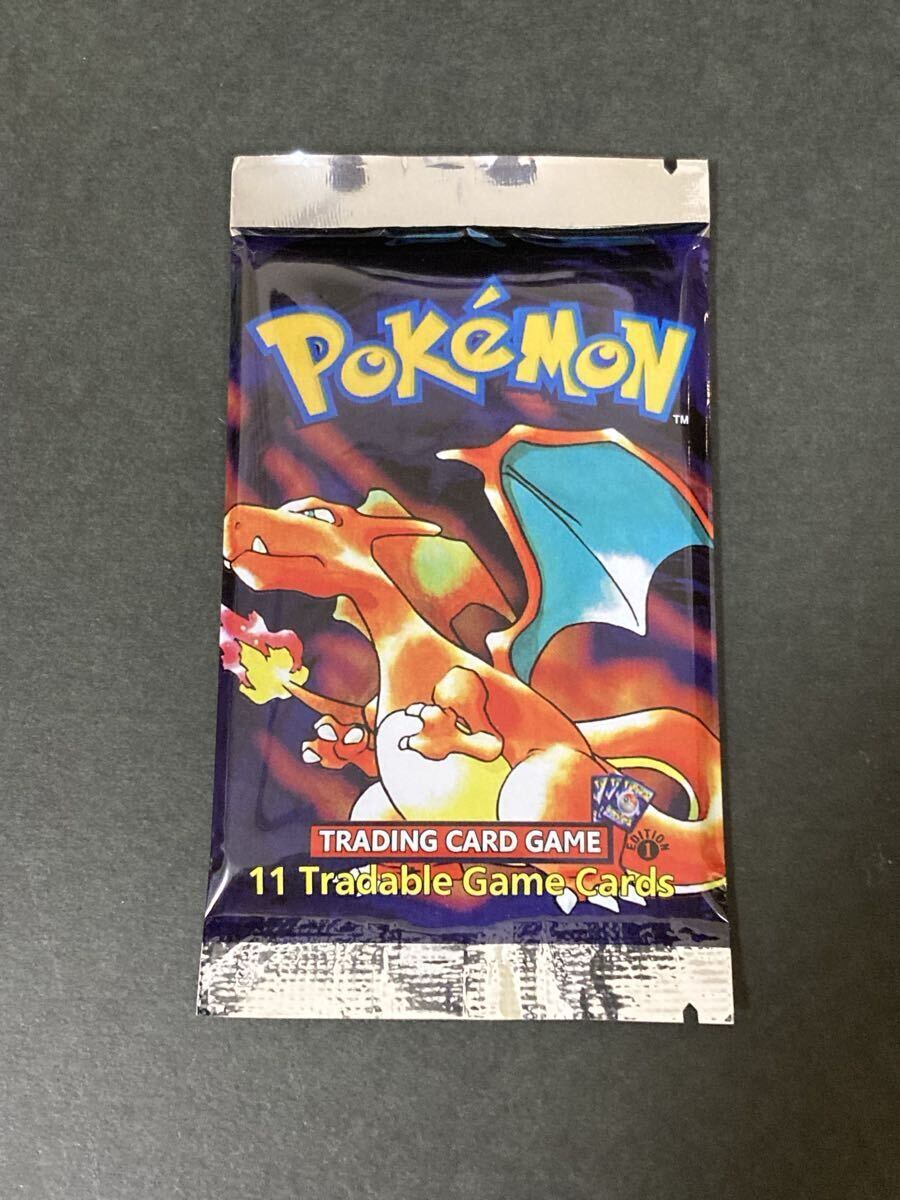 POKéMON
TM
TRADING CARD GAME
EDITION
1
11 Tradable Game Cards